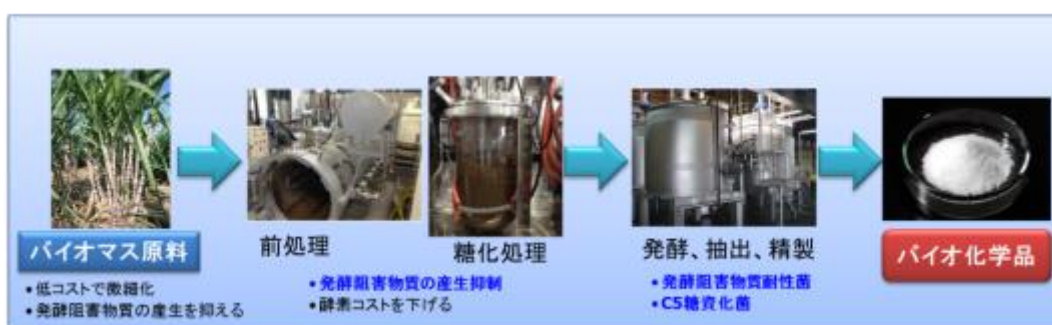 バイオマス原料
•低コストで微細化
•発酵阻害物質の産生を抑える
前処理
糖化処理
•発酵阻害物質の産生抑制
•酵素コストを下げる
発酵、抽出、精製
•発酵阻害物質耐性菌
•C5糖資化菌
バイオ化学品